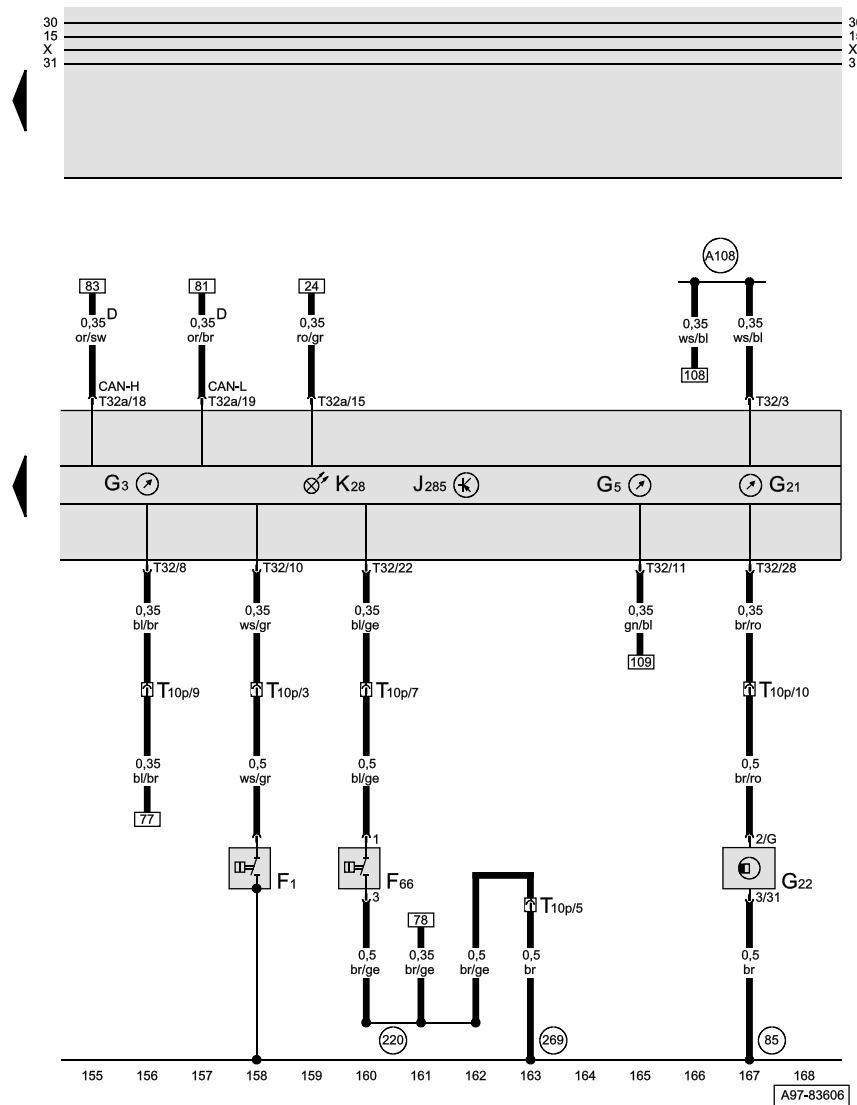 30 30
15 15
X X
31 3
A108
83 81 24
D D
0,35 0,35 0,35 0,35 0,35
or/sw or/br ro/gr ws/bl ws/bl
108
CAN-H CAN-L
T32a/18 T32a/19 T32a/15 T32/3
G3 K28 J285 G5 G21
T32/8 T32/10 T32/22 T32/11 T32/28
0,35 0,35 0,35 0,35 0,35
bl/br ws/gr bl/ge gn/bl br/ro
109
T10p/9 T10p/3 T10p/7 T10p/10
0,35 0,5 0,5 0,5
bl/br ws/gr bl/ge br/ro
77
1 2/G
F1 F66 G22
3 3/31
78 T10p/5
0,5 0,35 0,5 0,5 0,5
br/ge br/ge br/ge br br
220 269 85
155 156 157 158 159 160 161 162 163 164 165 166 167 168
A97-83606